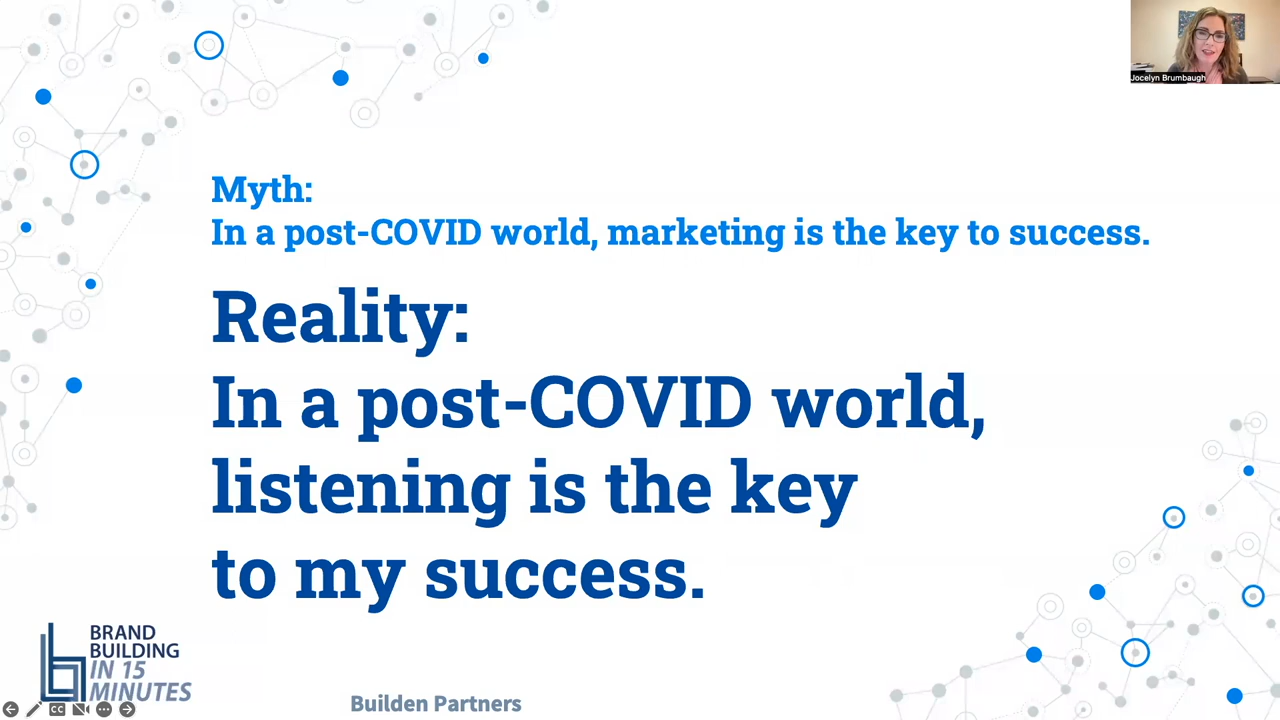 Jocelyn Brumbaugh
Myth:
In a post-COVID world, marketing is the key to success.
Reality:
In a post-COVID world,
listening is the key
to my success.
BRAND
BUILDING
IN 15
MINUTES
CC
Builden Partners